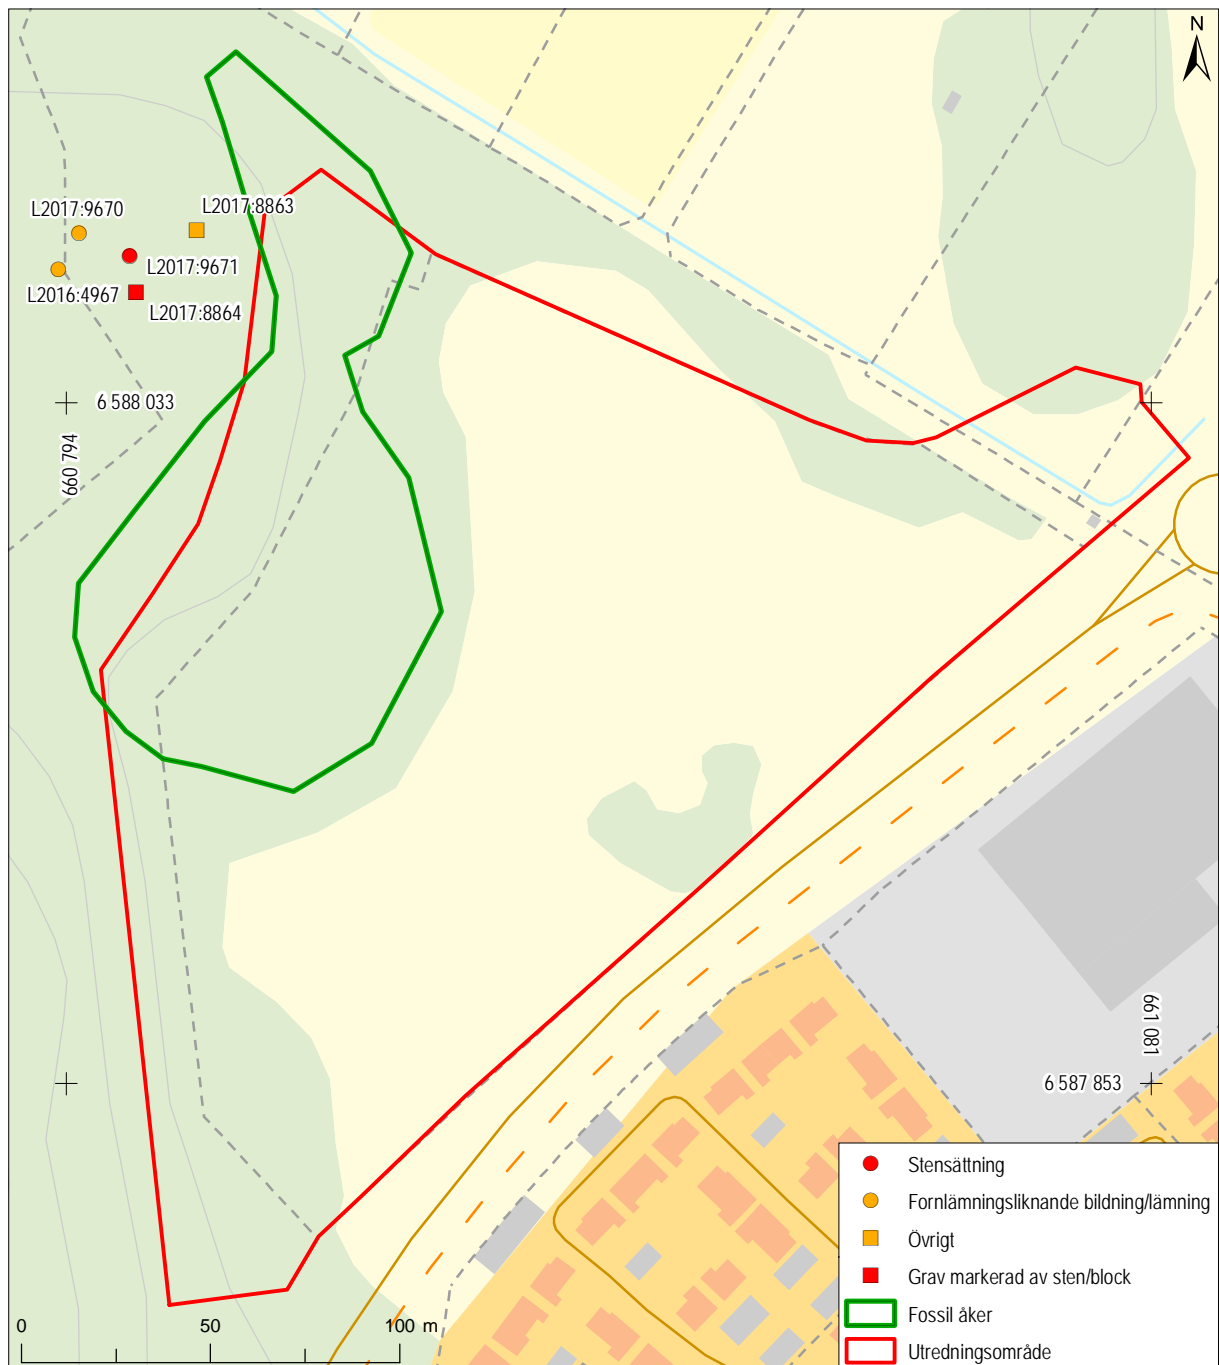 N
L2017:8863
L2017:9670
L2017:9671
L2016:4967
L2017:8864
6 588 033
660 794
661 081
6 587 853
Stensättning
Fornlämningsliknande bildning/lämning
Övrigt
Grav markerad av sten/block
Fossil åker
Utredningsområde
0 50 100 m